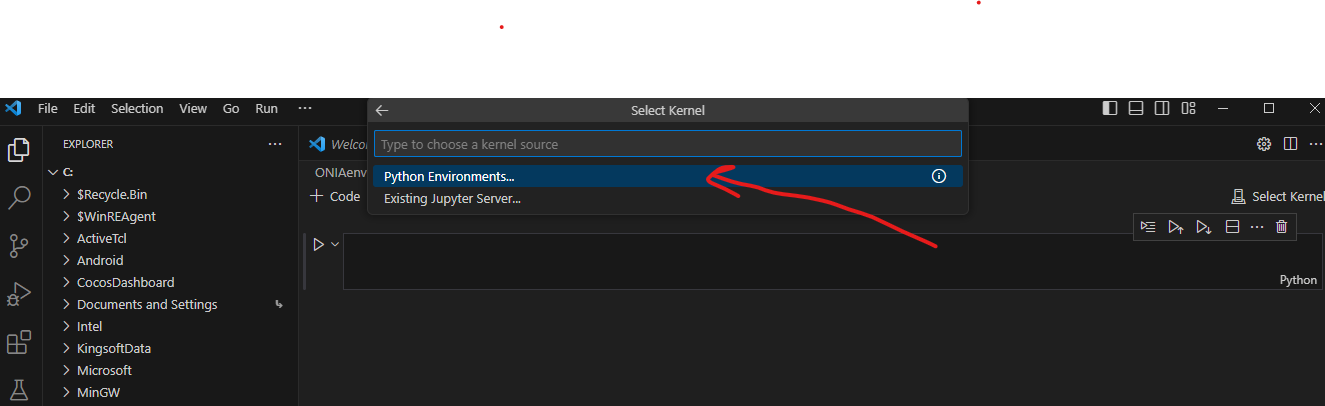 File Edit Selection View Go Run ...
Select Kernel
Type to choose a kernel source
Python Environments...
Existing Jupyter Server...
EXPLORER
C:
$Recycle.Bin
$WinREAgent
ActiveTcl
Android
CocosDashboard
Documents and Settings
Intel
KingsoftData
Microsoft
MinGW
ONIAenv
+ Code
Select Kernel
Python